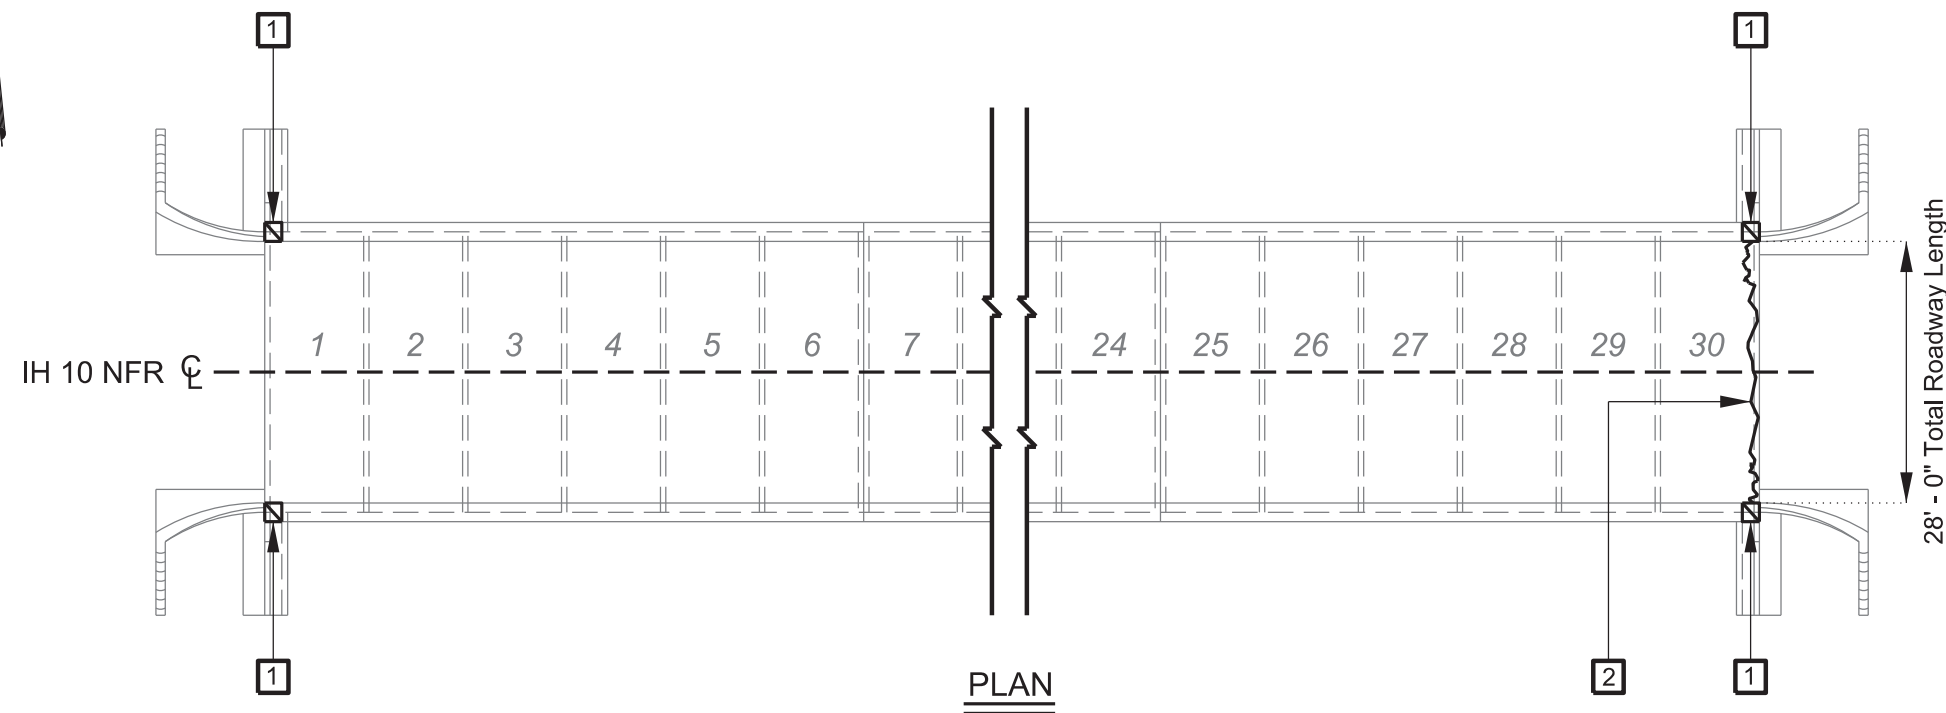 1 1
1 2 3 4 5 6 7 24 25 26 27 28 29 30
IH 10 NFR ℄
28' - 0" Total Roadway Length
1 2 1
PLAN